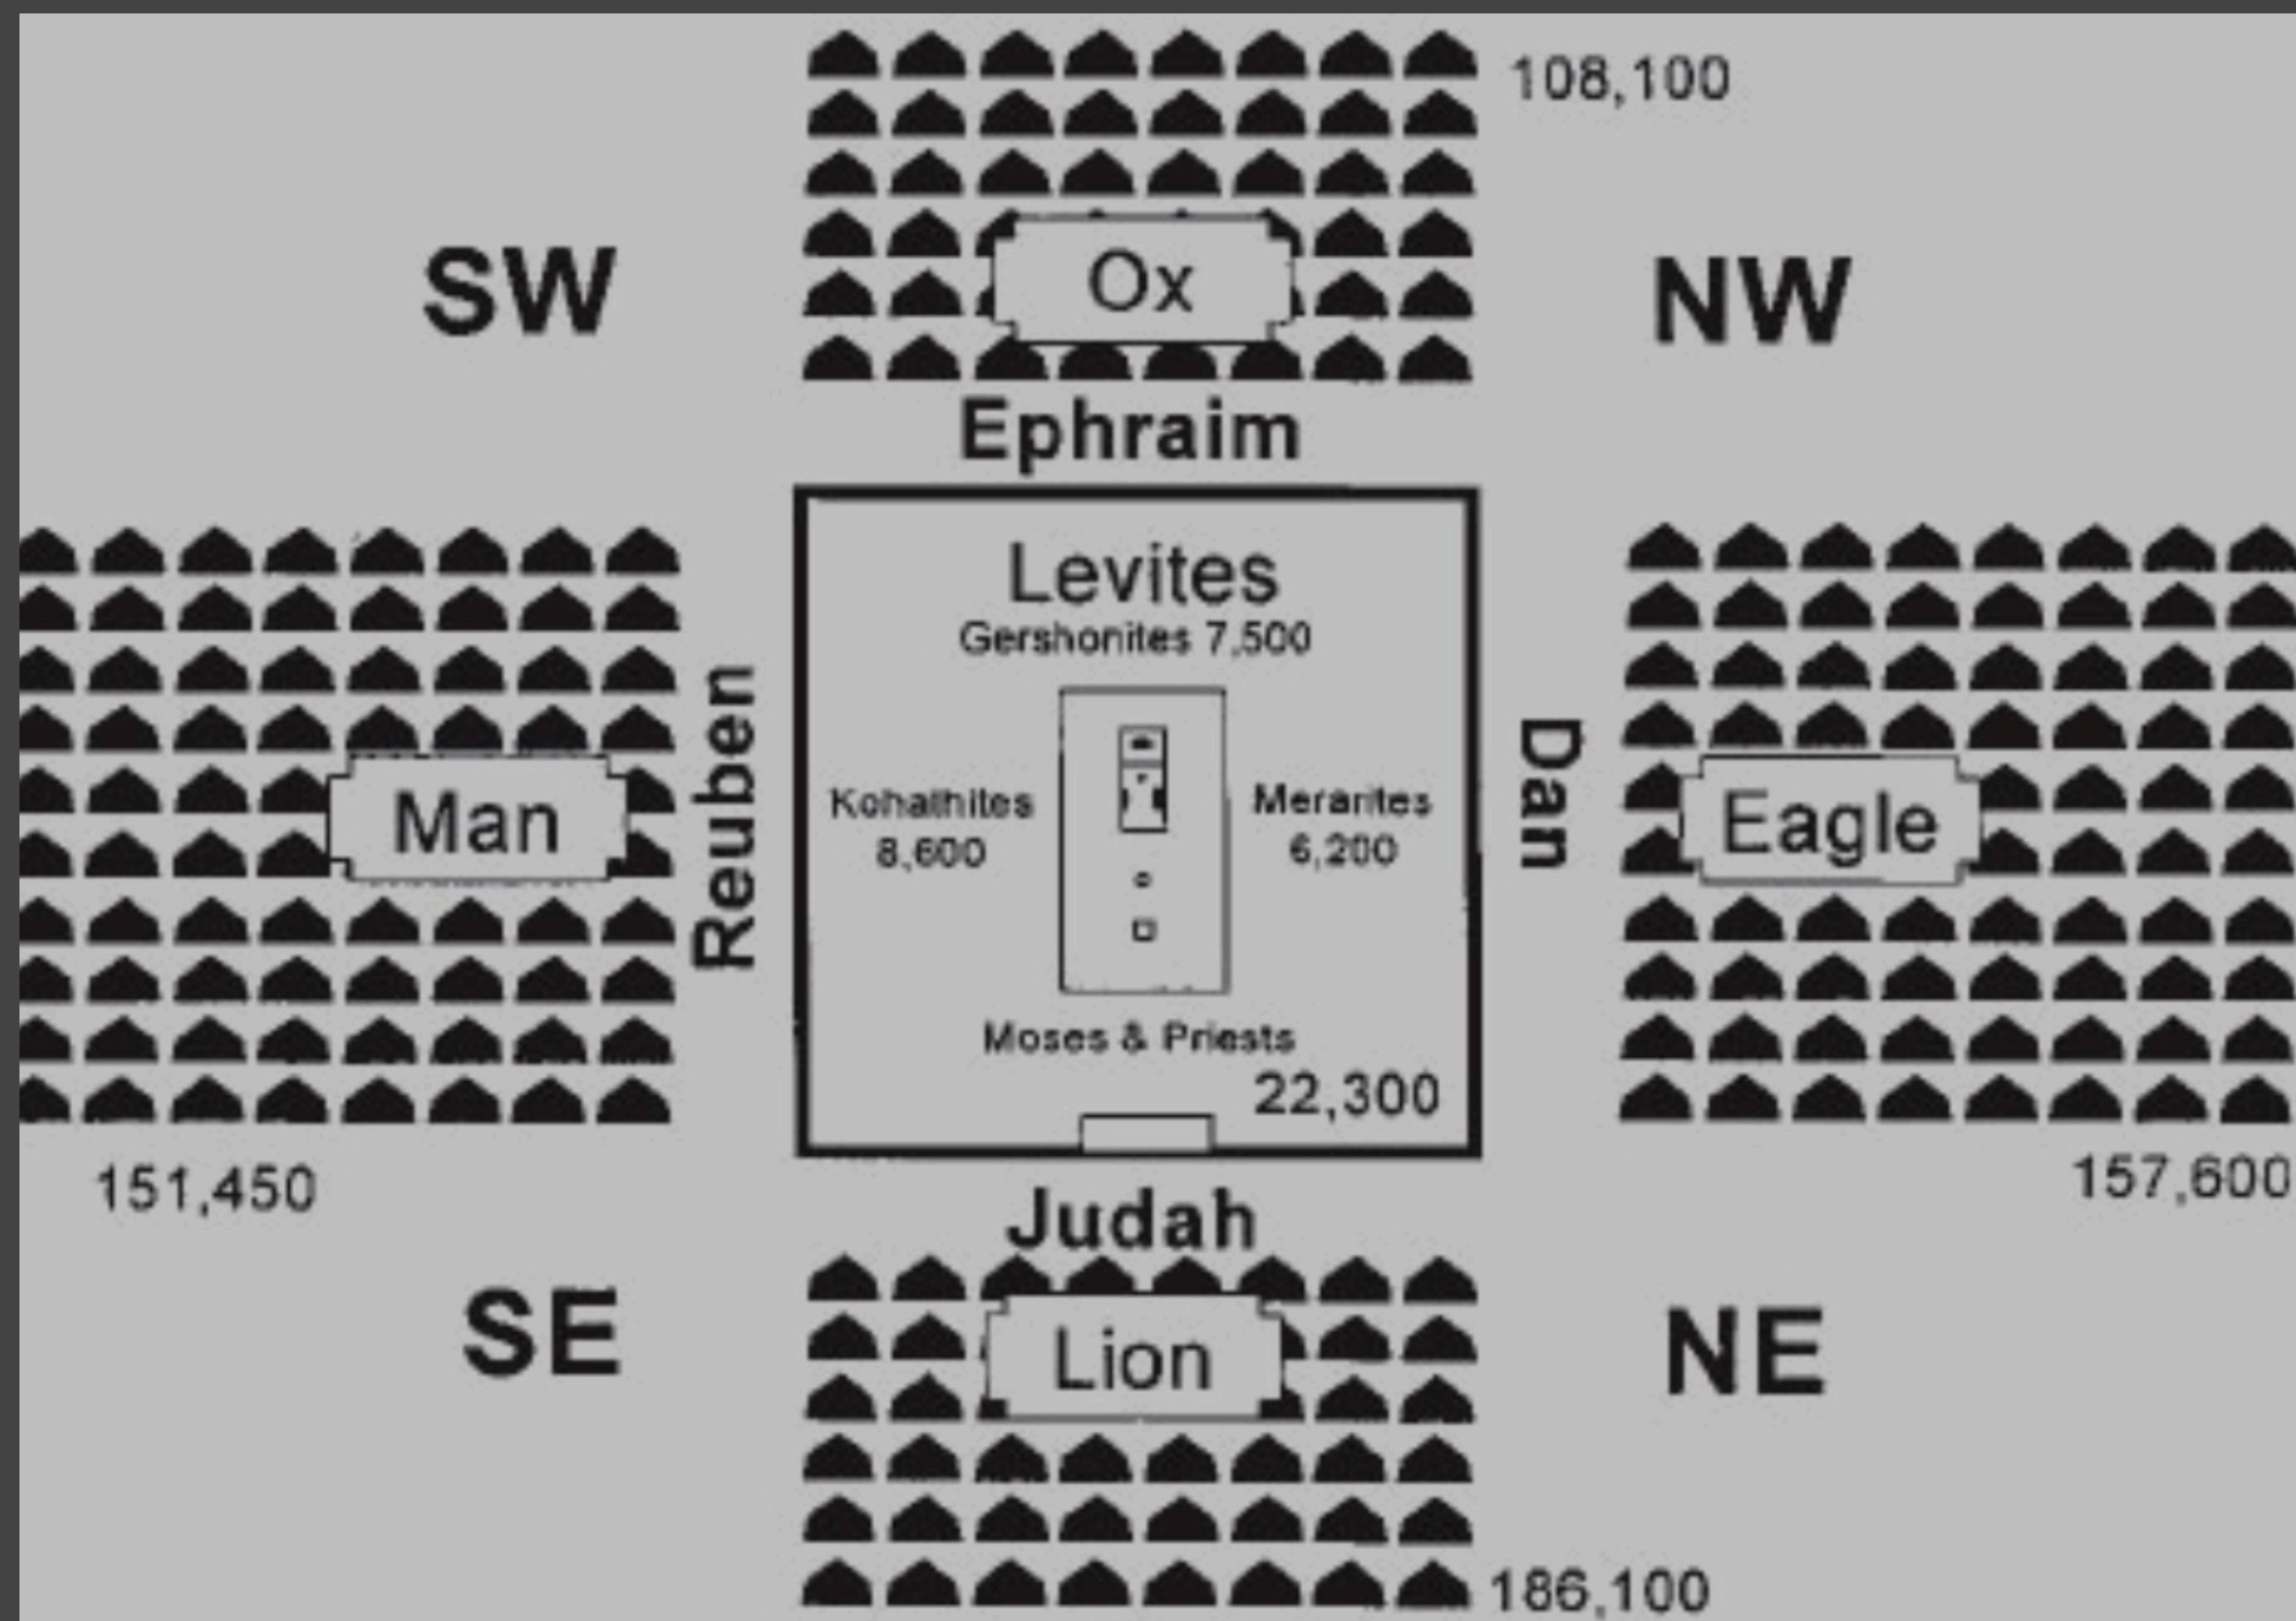 108,100
SW
Ox
NW
Ephraim
Levites
Gershonites 7,500
Reuben
Man
Kohathites
8,600
Merarites
6,200
Dan
Eagle
Moses & Priests
22,300
151,450
157,600
Judah
SE
Lion
NE
186,100